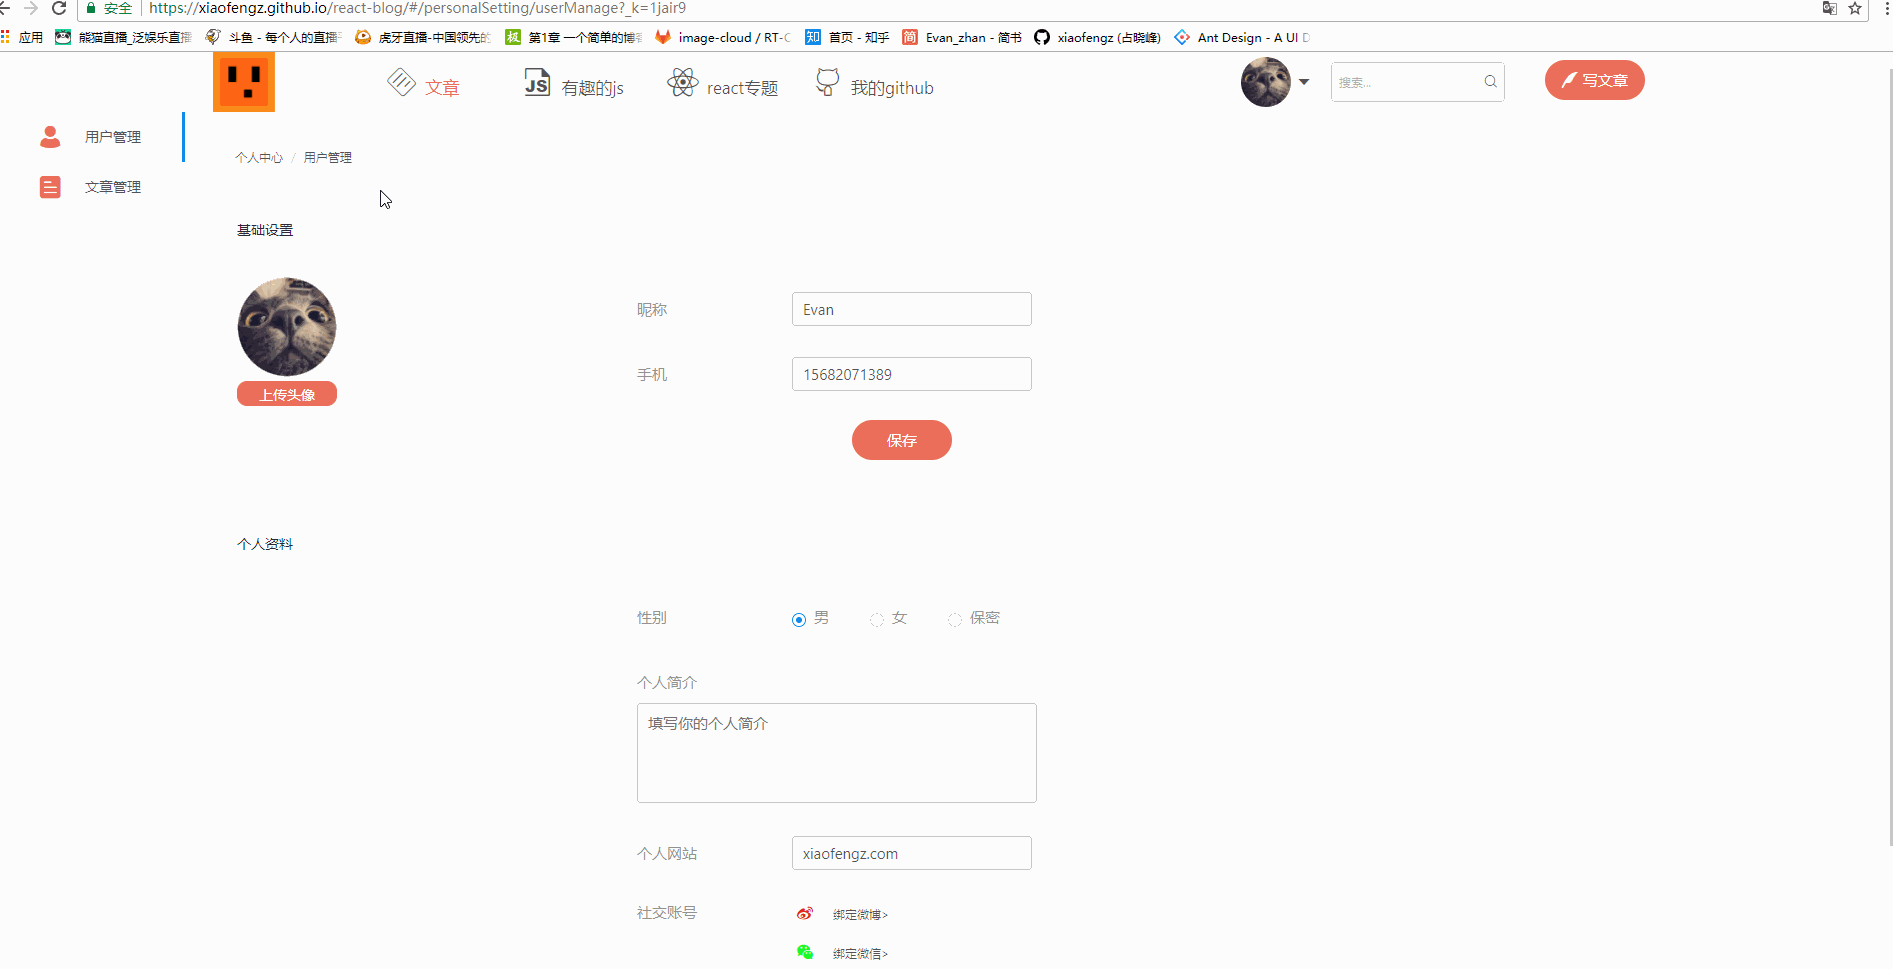 安全 https://xiaofengz.github.io/react-blog/#/personalSetting/userManage?_k=1jair9
应用 熊猫直播_泛娱乐直播 斗鱼 - 每个人的直播 虎牙直播-中国领先的 第1章 一个简单的博客 image-cloud / RT-C 首页 - 知乎 Evan_zhan - 简书 xiaofengz (占晓峰) Ant Design - A UI D
文章 JS 有趣的js react专题 我的github 搜索... 写文章
用户管理
文章管理
个人中心 / 用户管理
基础设置
上传头像
昵称 Evan
手机 15682071389
保存
个人资料
性别 男 女 保密
个人简介
填写你的个人简介
个人网站 xiaofengz.com
社交账号 绑定微博>
绑定微信>